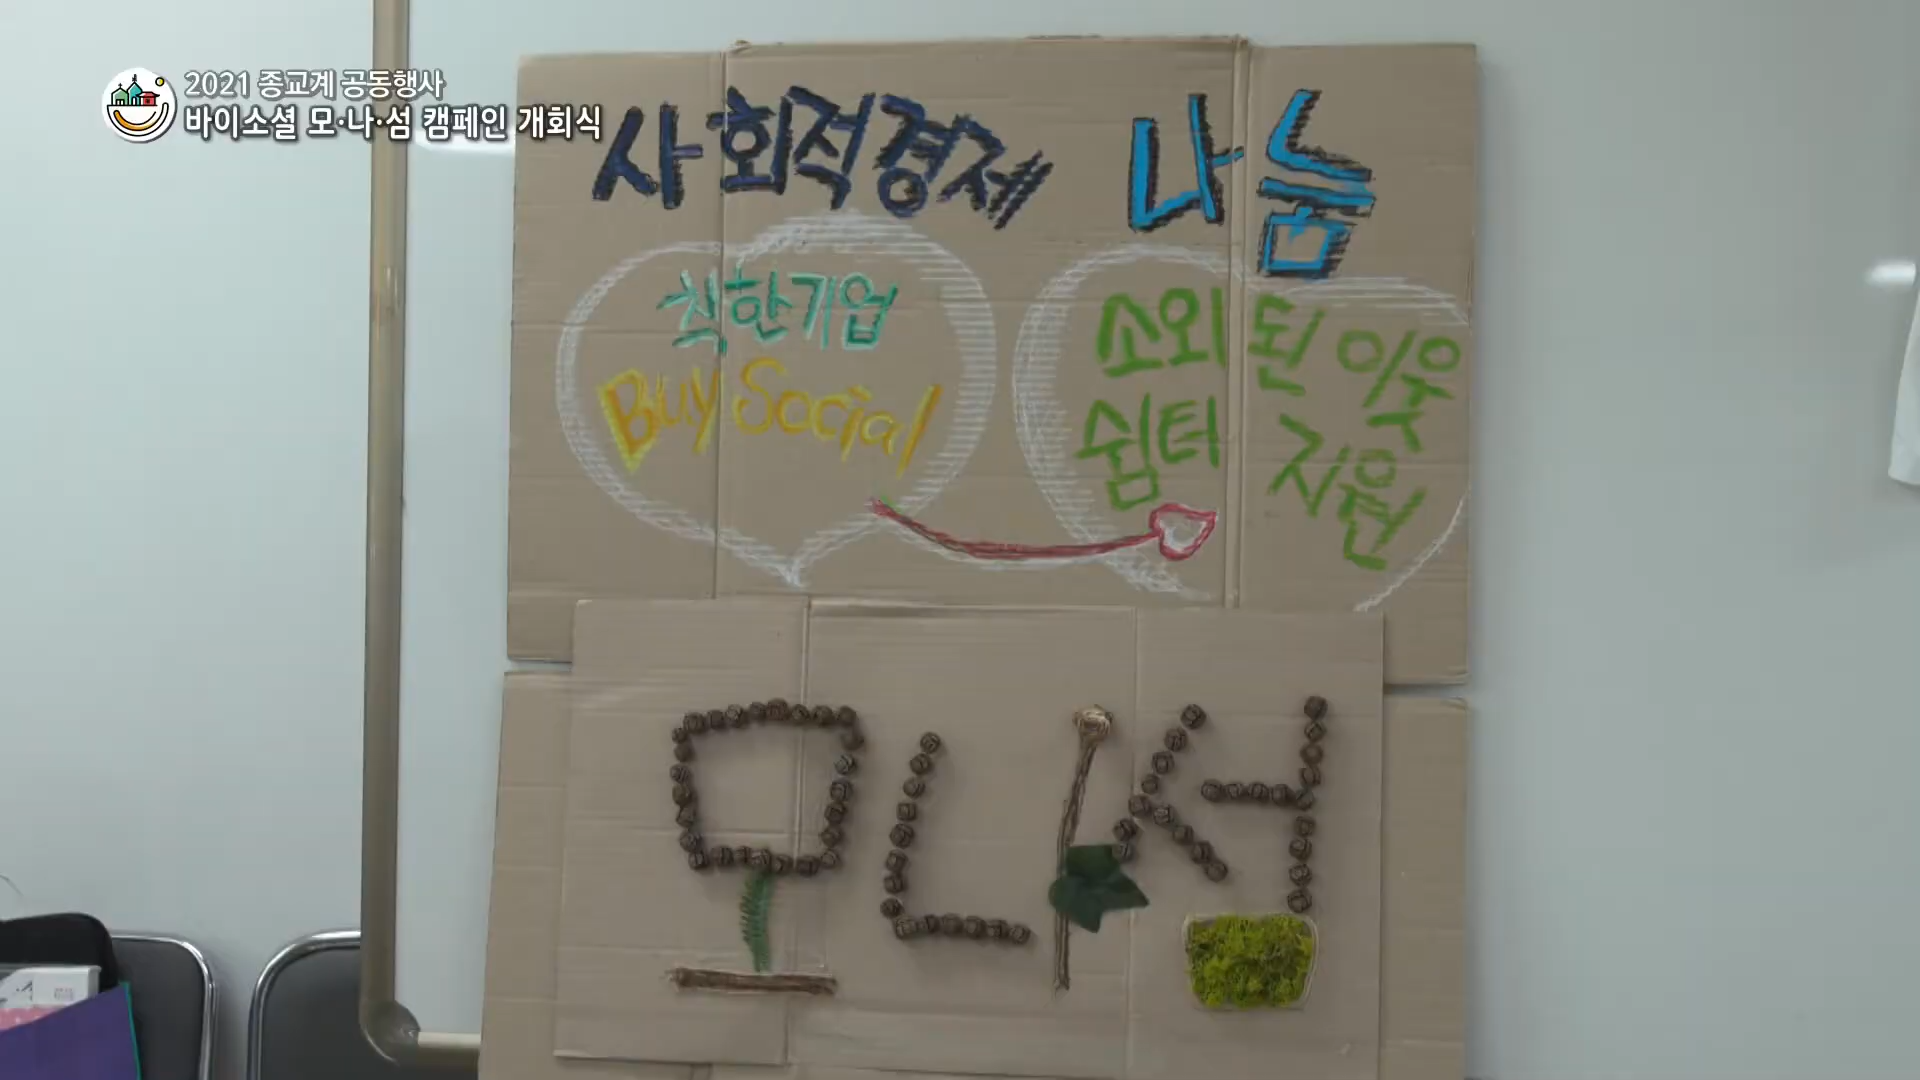 2021 종교계 공동행사
바이소셜 모·나·섬 캠페인 개회식
사회적경제 나눔
착한기업
Buy Social
소외된 이웃
쉼터 지원
모나섬